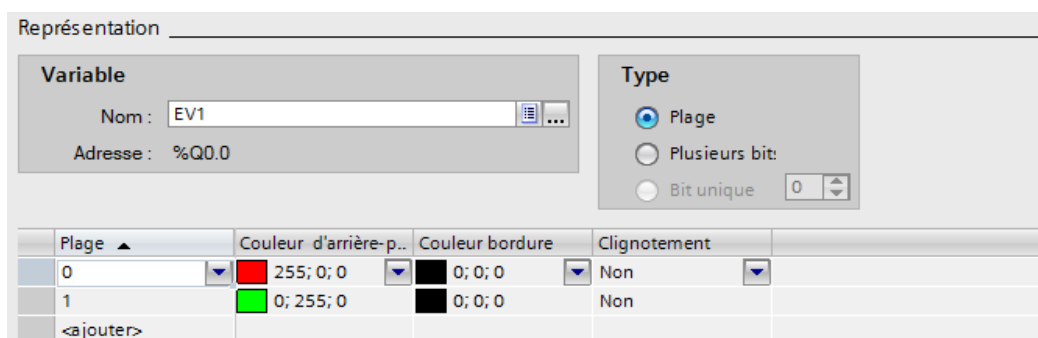 Représentation
Variable
Nom : EV1 ...
Adresse : %Q0.0
Type
Plage
Plusieurs bit:
Bit unique 0
Plage Couleur d'arrière-p.. Couleur bordure Clignotement
0 255; 0; 0 0; 0; 0 Non
1 0; 255; 0 0; 0; 0 Non
<ajouter>